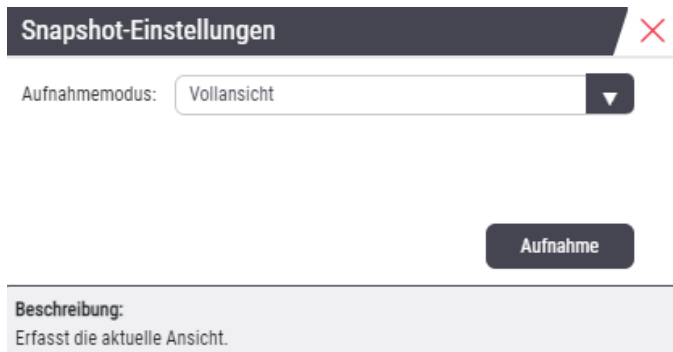 Snapshot-Einstellungen
Aufnahmemodus: Vollansicht
Aufnahme
Beschreibung:
Erfasst die aktuelle Ansicht.